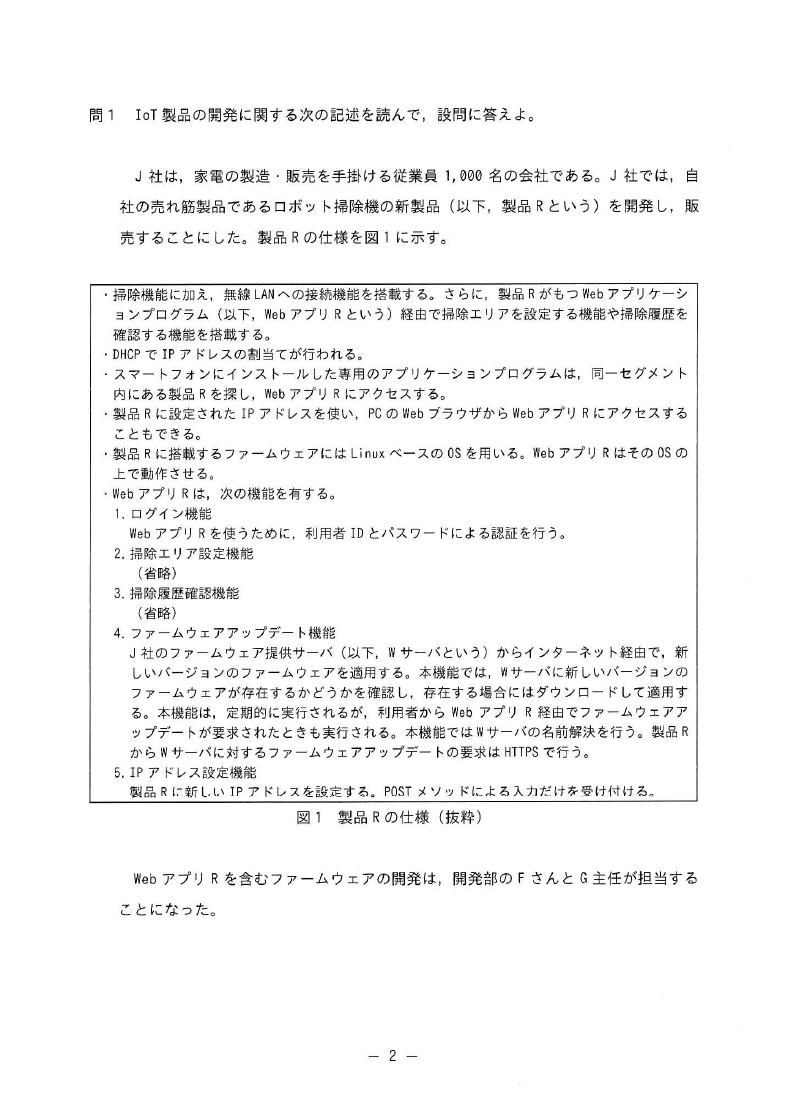 問1 IoT 製品の開発に関する次の記述を読んで，設問に答えよ。
J 社は，家電の製造・販売を手掛ける従業員 1,000 名の会社である。J 社では，自
社の売れ筋製品であるロボット掃除機の新製品（以下，製品 R という）を開発し，販
売することにした。製品 R の仕様を図 1 に示す。
・掃除機能に加え，無線 LAN への接続機能を搭載する。さらに，製品 R がもつ Web アプリケーシ
ョンプログラム（以下，Web アプリ R という）経由で掃除エリアを設定する機能や掃除履歴を
確認する機能を搭載する。
・DHCP で IP アドレスの割当てが行われる。
・スマートフォンにインストールした専用のアプリケーションプログラムは，同一セグメント
内にある製品 R を探し，Web アプリ R にアクセスする。
・製品 R に設定された IP アドレスを使い，PC の Web ブラウザから Web アプリ R にアクセスする
こともできる。
・製品 R に搭載するファームウェアには Linux ベースの OS を用いる。Web アプリ R はその OS の
上で動作させる。
・Web アプリ R は，次の機能を有する。
1. ログイン機能
Web アプリ R を使うために，利用者 ID とパスワードによる認証を行う。
2. 掃除エリア設定機能
（省略）
3. 掃除履歴確認機能
（省略）
4. ファームウェアアップデート機能
J 社のファームウェア提供サーバ（以下，W サーバという）からインターネット経由で，新
しいバージョンのファームウェアを適用する。本機能では，W サーバに新しいバージョンの
ファームウェアが存在するかどうかを確認し，存在する場合にはダウンロードして適用す
る。本機能は，定期的に実行されるが，利用者から Web アプリ R 経由でファームウェアア
ップデートが要求されたときも実行される。本機能では W サーバの名前解決を行う。製品 R
から W サーバに対するファームウェアアップデートの要求は HTTPS で行う。
5. IP アドレス設定機能
製品 R に新しい IP アドレスを設定する。POST メソッドによる入力だけを受け付ける。
図 1 製品 R の仕様（抜粋）
Web アプリ R を含むファームウェアの開発は，開発部の F さんと G 主任が担当する
ことになった。
－ 2 －